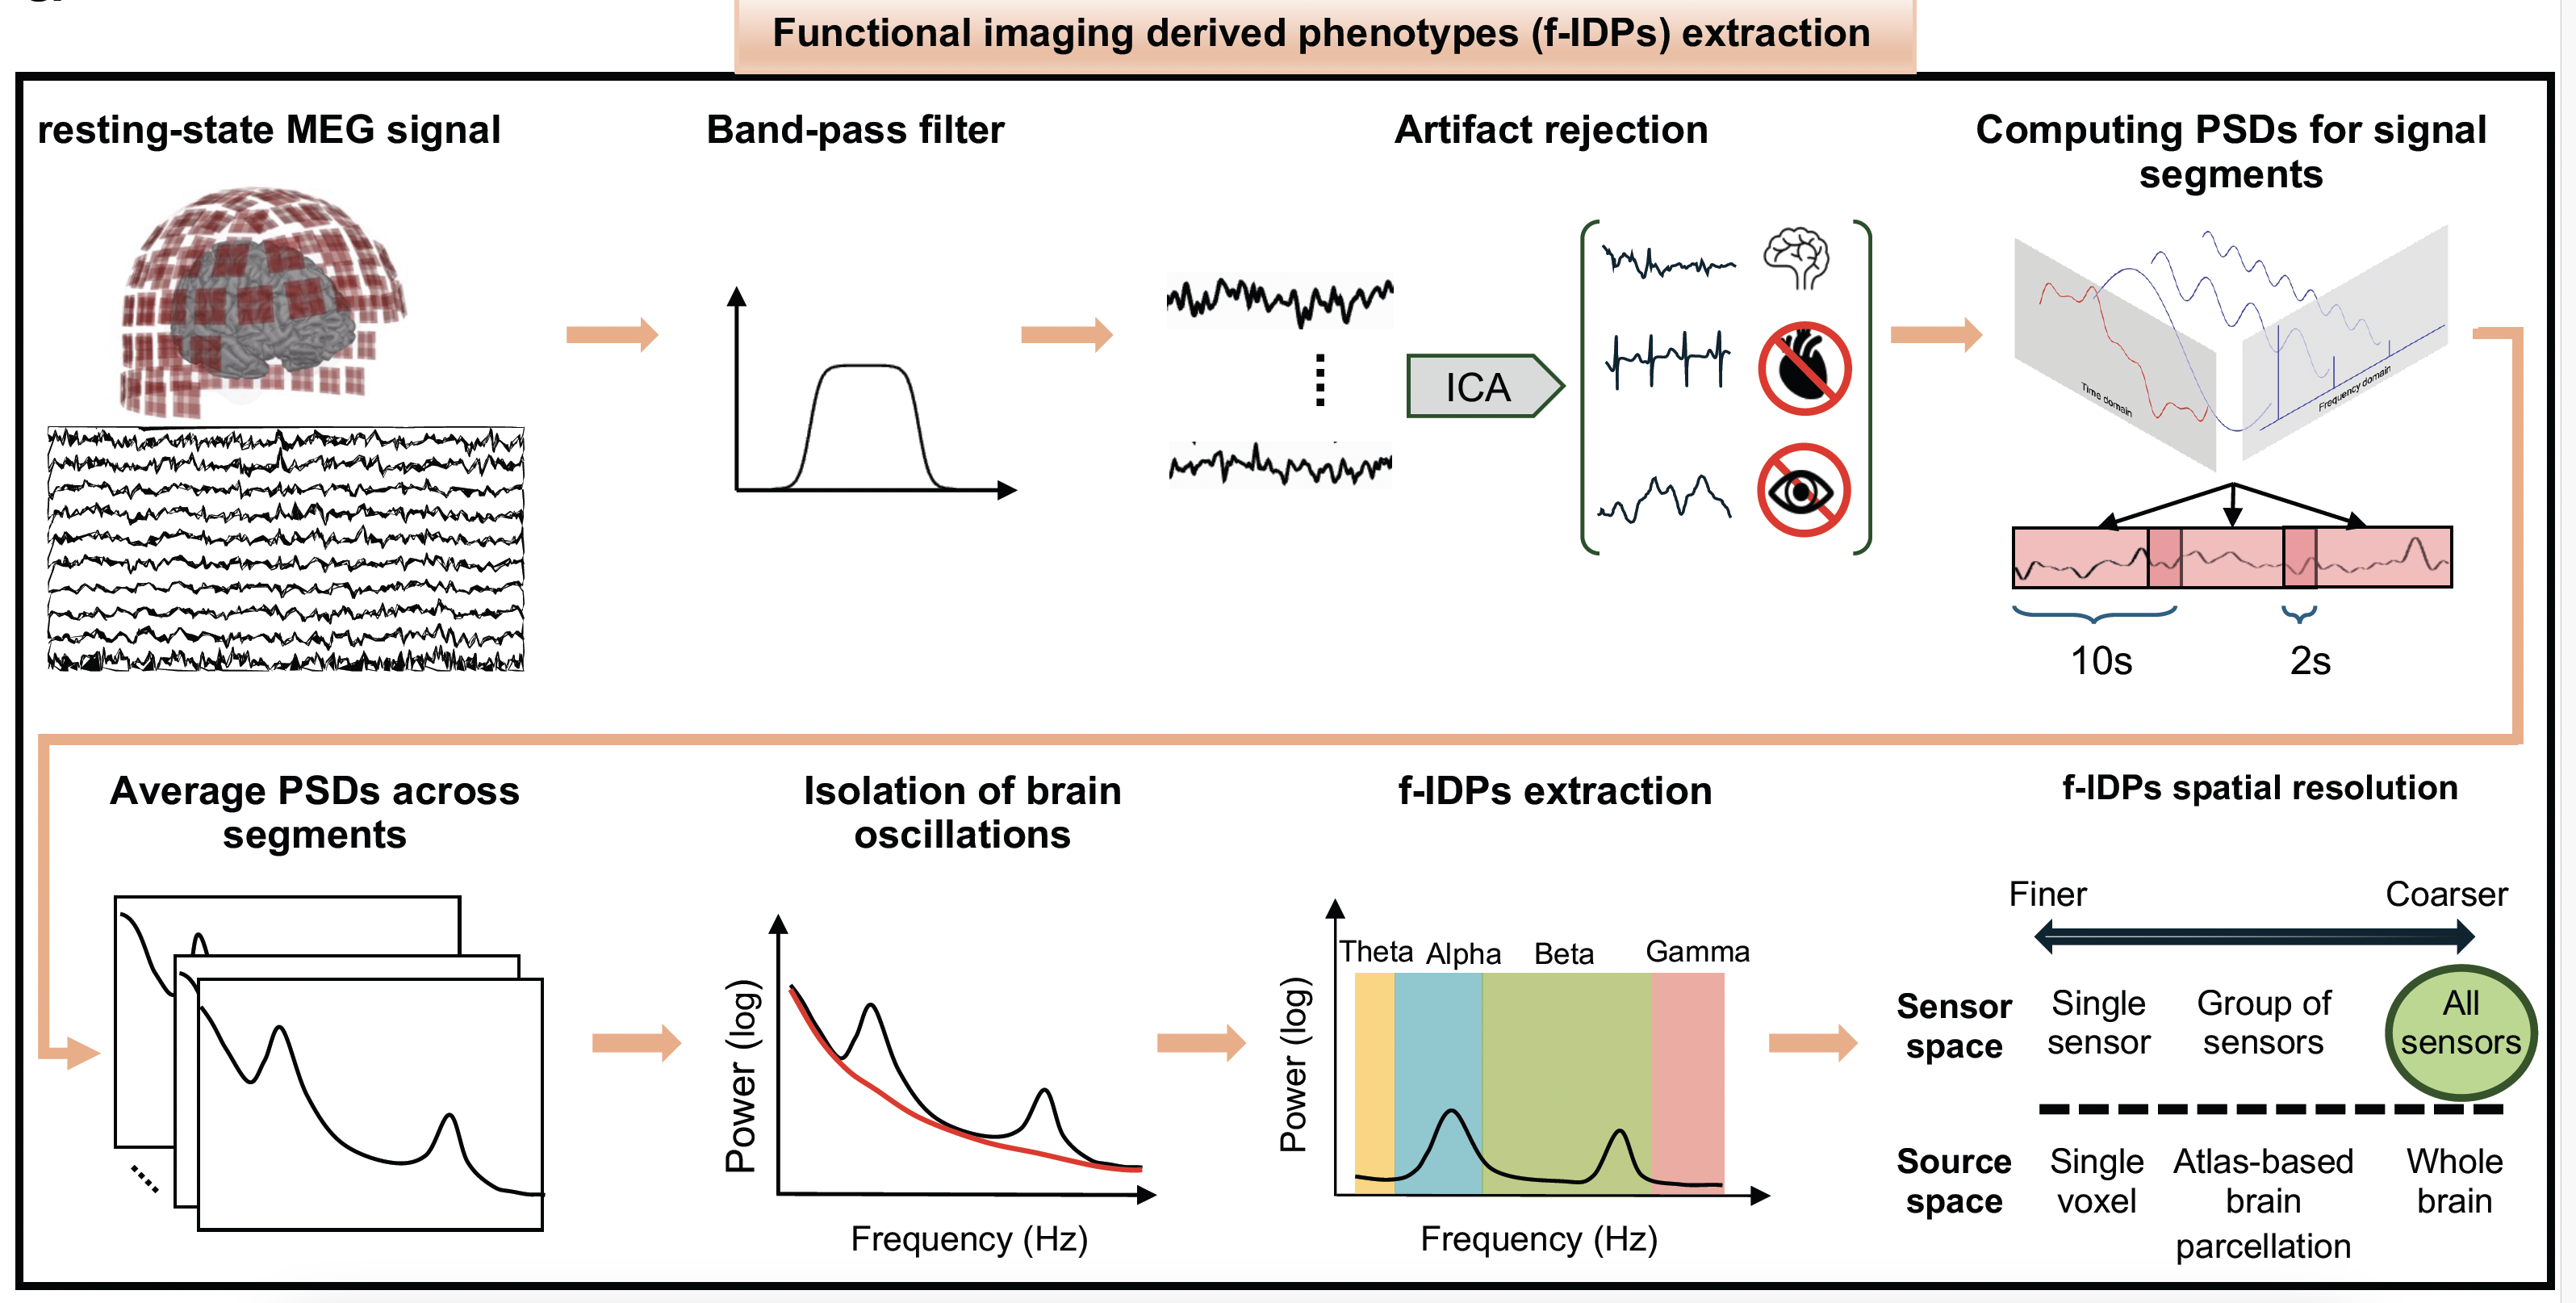 Functional imaging derived phenotypes (f-IDPs) extraction
resting-state MEG signal
Band-pass filter
Artifact rejection
Computing PSDs for signal
segments
ICA
Time domain
Frequency domain
10s
2s
Average PSDs across
segments
Isolation of brain
oscillations
Power (log)
Frequency (Hz)
f-IDPs extraction
Theta
Alpha
Beta
Gamma
Power (log)
Frequency (Hz)
f-IDPs spatial resolution
Finer
Coarser
Sensor
space
Single
sensor
Group of
sensors
All
sensors
Source
space
Single
voxel
Atlas-based
brain
parcellation
Whole
brain